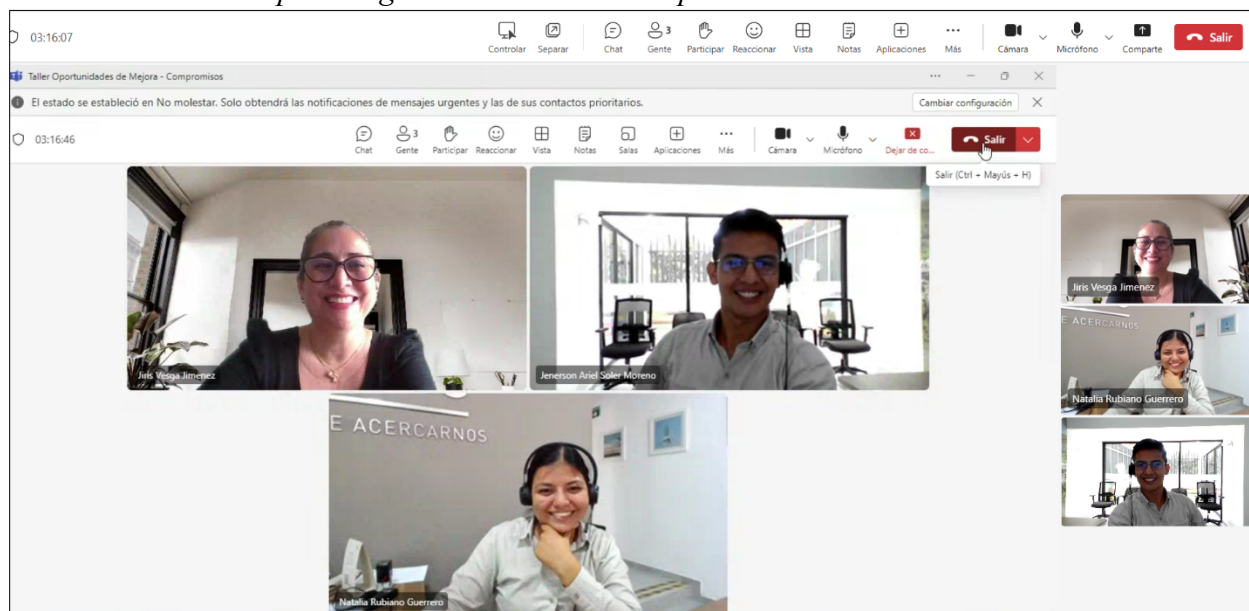 03:16:07
Controlar Separar Chat Gente 3 Participar Reaccionar Vista Notas Aplicaciones Más Cámara Micrófono Comparte Salir
Taller Oportunidades de Mejora - Compromisos
El estado se estableció en No molestar. Solo obtendrá las notificaciones de mensajes urgentes y las de sus contactos prioritarios.
Cambiar configuración
03:16:46
Chat Gente 3 Participar Reaccionar Vista Notas Salas Aplicaciones Más Cámara Micrófono Dejar de co... Salir
Salir (Ctrl + Mayús + H)
Jiris Vesga Jimenez
Jenerson Ariel Soler Moreno
E ACERCARNOS
Natalia Rubiano Guerrero
Jiris Vesga Jimenez
E ACERCARNOS
Natalia Rubiano Guerrero